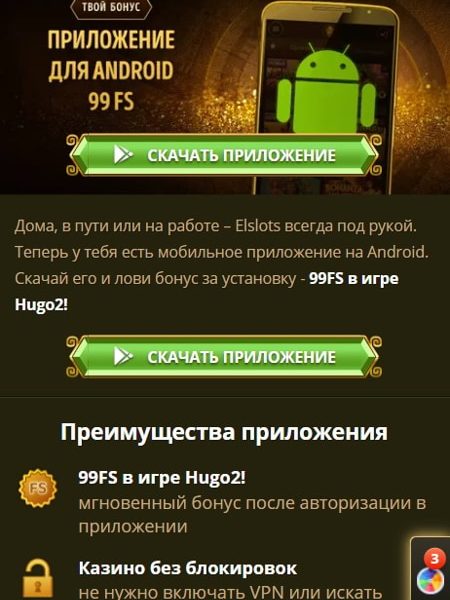 ТВОЙ БОНУС
ПРИЛОЖЕНИЕ
ДЛЯ ANDROID
99 FS
СКАЧАТЬ ПРИЛОЖЕНИЕ
Дома, в пути или на работе – Elslots всегда под рукой.
Теперь у тебя есть мобильное приложение на Android.
Скачай его и лови бонус за установку - 99FS в игре
Hugo2!
СКАЧАТЬ ПРИЛОЖЕНИЕ
Преимущества приложения
FS
99FS в игре Hugo2!
мгновенный бонус после авторизации в
приложении
Казино без блокировок
не нужно включать VPN или искать
3